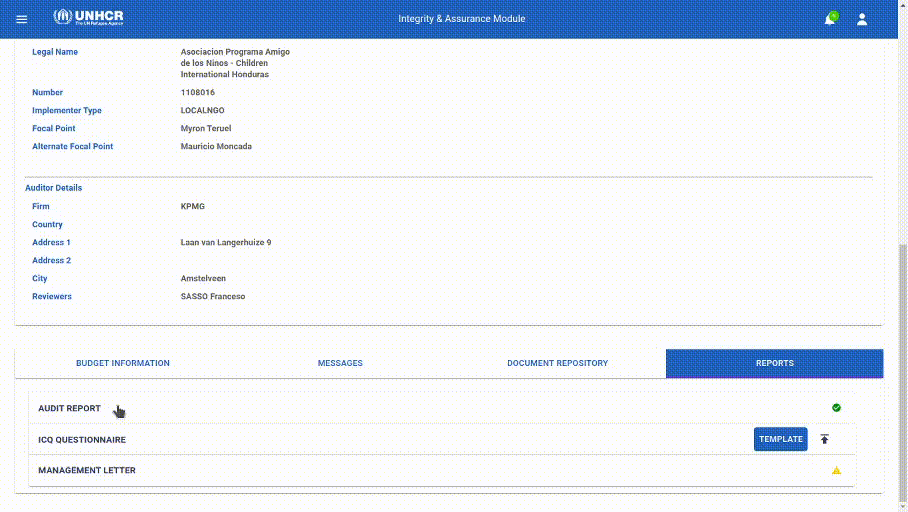 UNHCR
The UN Refugee Agency
Integrity & Assurance Module
Legal Name
Asociacion Programa Amigo
de los Ninos - Children
International Honduras
Number 1108016
Implementer Type LOCALNGO
Focal Point Myron Teruel
Alternate Focal Point Mauricio Moncada
Auditor Details
Firm KPMG
Country
Address 1 Laan van Langerhuize 9
Address 2
City Amstelveen
Reviewers SASSO Franceso
BUDGET INFORMATION MESSAGES DOCUMENT REPOSITORY REPORTS
AUDIT REPORT
ICQ QUESTIONNAIRE TEMPLATE
MANAGEMENT LETTER